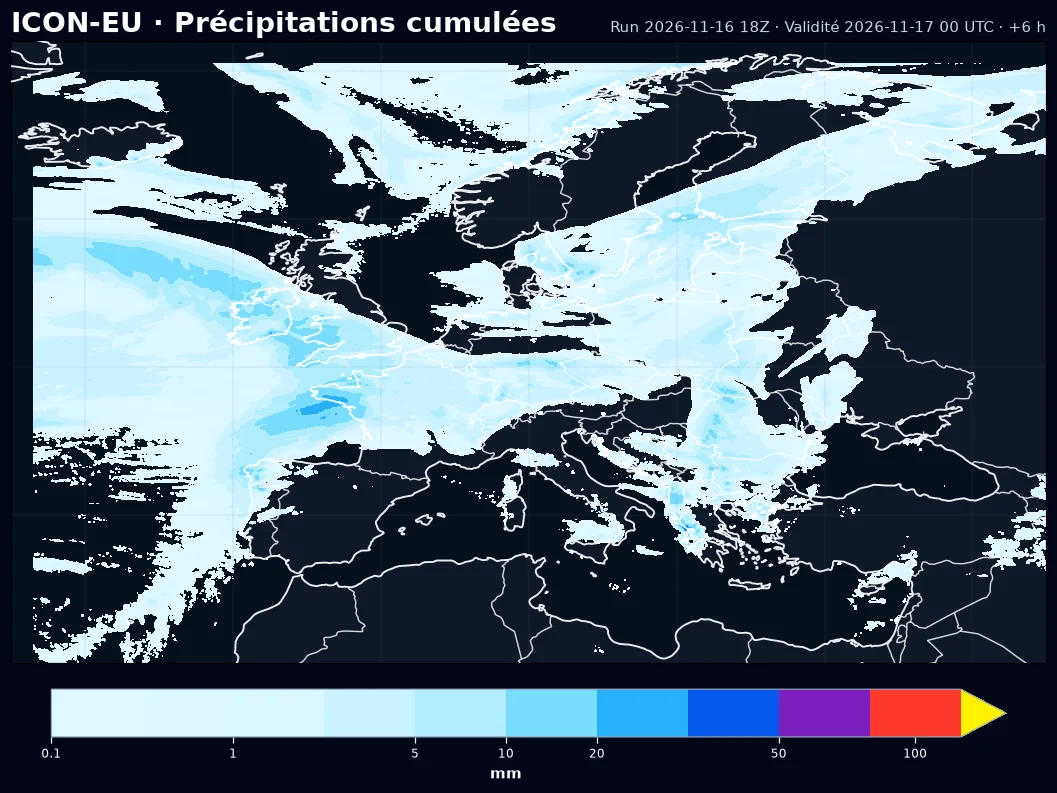 ICON-EU · Précipitations cumulées
Run 2026-11-16 18Z · Validité 2026-11-17 00 UTC · +6 h
0.1 1 5 10 20 50 100
mm